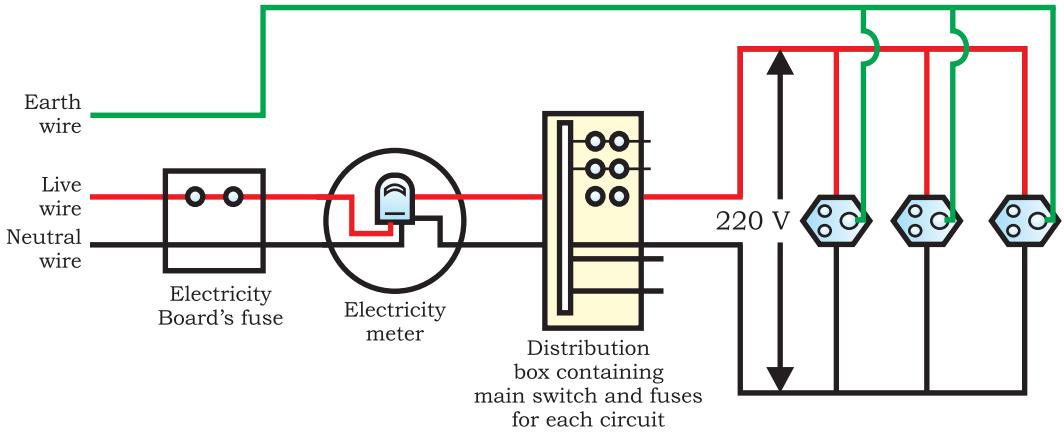 Earth
wire
Live
wire
Neutral
wire
Electricity
Board's fuse
Electricity
meter
Distribution
box containing
main switch and fuses
for each circuit
220 V